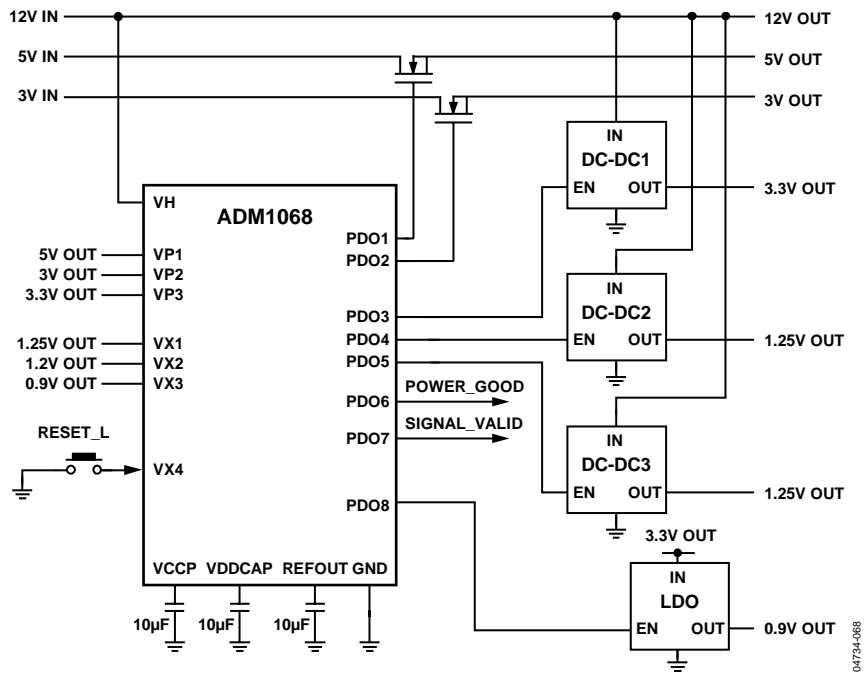 12V IN
12V OUT
5V IN
5V OUT
3V IN
3V OUT
IN
DC-DC1
EN OUT
3.3V OUT
VH
ADM1068
PDO1
PDO2
5V OUT
VP1
3V OUT
VP2
3.3V OUT
VP3
IN
DC-DC2
EN OUT
1.25V OUT
PDO3
PDO4
PDO5
1.25V OUT
VX1
1.2V OUT
VX2
0.9V OUT
VX3
PDO6
POWER_GOOD
PDO7
SIGNAL_VALID
RESET_L
VX4
IN
DC-DC3
EN OUT
1.25V OUT
PDO8
3.3V OUT
IN
LDO
EN OUT
0.9V OUT
VCCP VDDCAP REFOUT GND
10µF 10µF 10µF
04734-068